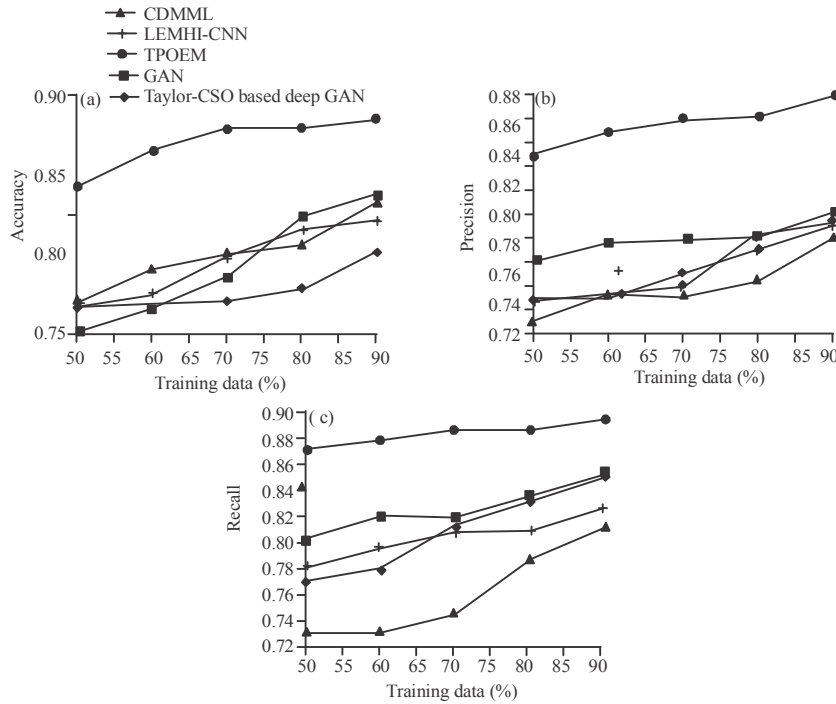 CDMML
LEMHI-CNN
TPOEM
GAN
Taylor-CSO based deep GAN
(a)
0.90
0.85
0.80
0.75
Accuracy
50 55 60 65 70 75 80 85 90
Training data (%)
(b)
0.88
0.86
0.84
0.80
0.78
0.76
0.74
0.72
Precision
50 55 60 65 70 75 80 85 90
Training data (%)
( c)
0.90
0.88
0.86
0.84
0.82
0.80
0.78
0.76
0.74
0.72
Recall
50 55 60 65 70 75 80 85 90
Training data (%)